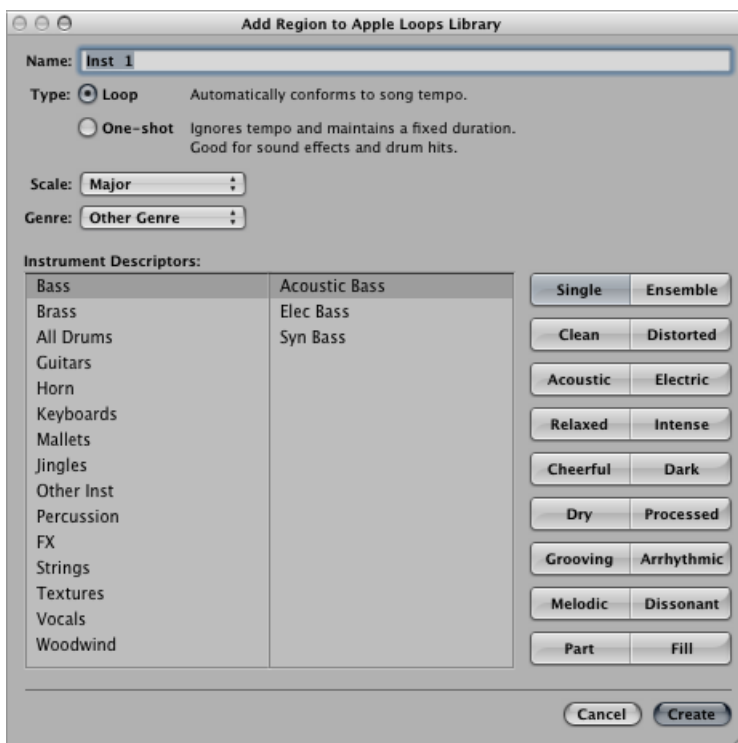 Add Region to Apple Loops Library
Name: Inst 1
Type: Loop Automatically conforms to song tempo.
One-shot Ignores tempo and maintains a fixed duration.
Good for sound effects and drum hits.
Scale: Major
Genre: Other Genre
Instrument Descriptors:
Bass
Brass
All Drums
Guitars
Horn
Keyboards
Mallets
Jingles
Other Inst
Percussion
FX
Strings
Textures
Vocals
Woodwind
Acoustic Bass
Elec Bass
Syn Bass
Single Ensemble
Clean Distorted
Acoustic Electric
Relaxed Intense
Cheerful Dark
Dry Processed
Grooving Arrhythmic
Melodic Dissonant
Part Fill
Cancel Create